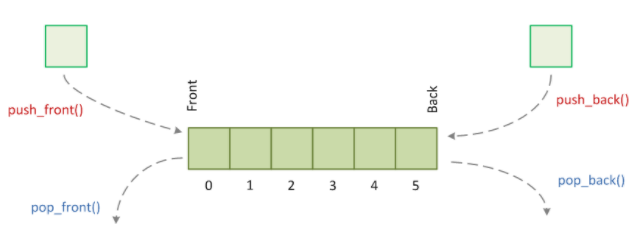 Front
Back
push_front()
push_back()
0 1 2 3 4 5
pop_front()
pop_back()